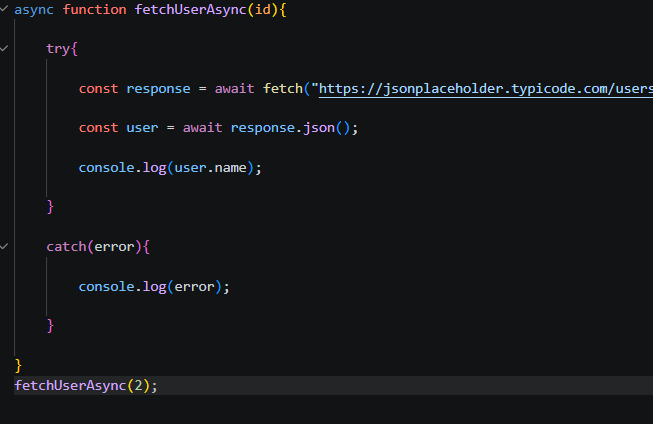 async function fetchUserAsync(id){
try{
const response = await fetch("https://jsonplaceholder.typicode.com/users
const user = await response.json();
console.log(user.name);
}
catch(error){
console.log(error);
}
}
fetchUserAsync(2);